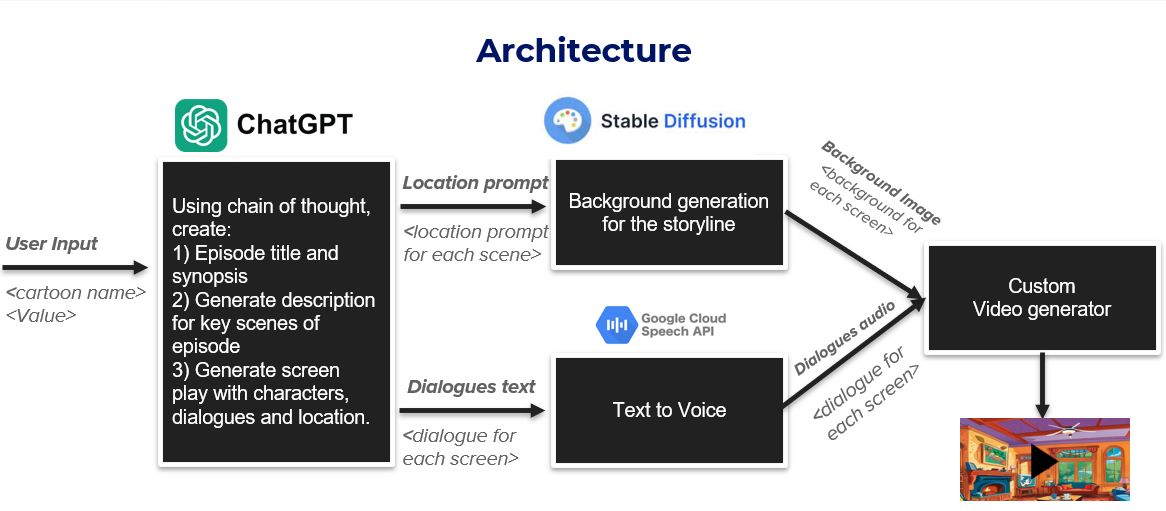 Architecture
ChatGPT
Using chain of thought,
create:
1) Episode title and
synopsis
2) Generate description
for key scenes of
episode
3) Generate screen
play with characters,
dialogues and location.
User Input
<cartoon name>
<Value>
Location prompt
<location prompt
for each scene>
Stable Diffusion
Background generation
for the storyline
Dialogues text
<dialogue for
each screen>
Google Cloud
Speech API
Text to Voice
Background Image
<background for
each screen>
Dialogues audio
<dialogue for
each screen>
Custom
Video generator